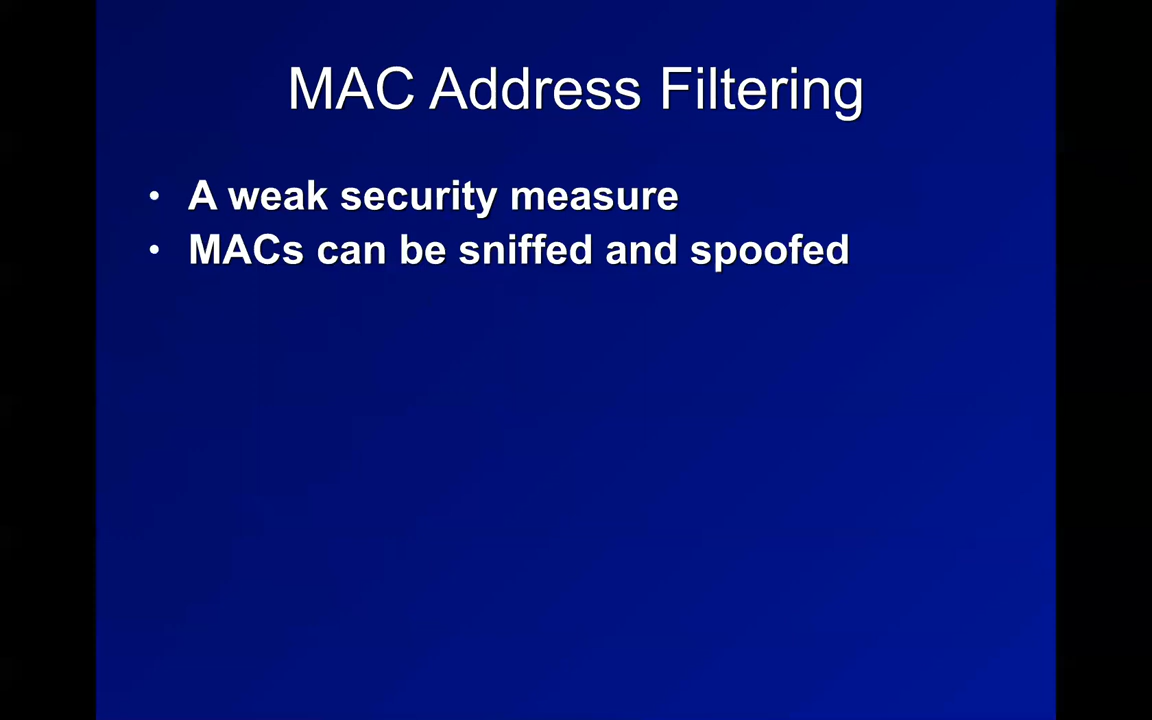 MAC Address Filtering
• A weak security measure
• MACs can be sniffed and spoofed